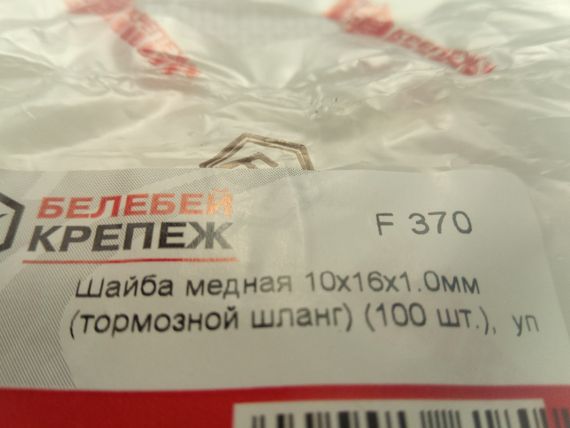 БЕЛЕБЕЙ
КРЕПЕЖ
F 370
Шайба медная 10х16х1.0мм
(тормозной шланг) (100 шт.), уп